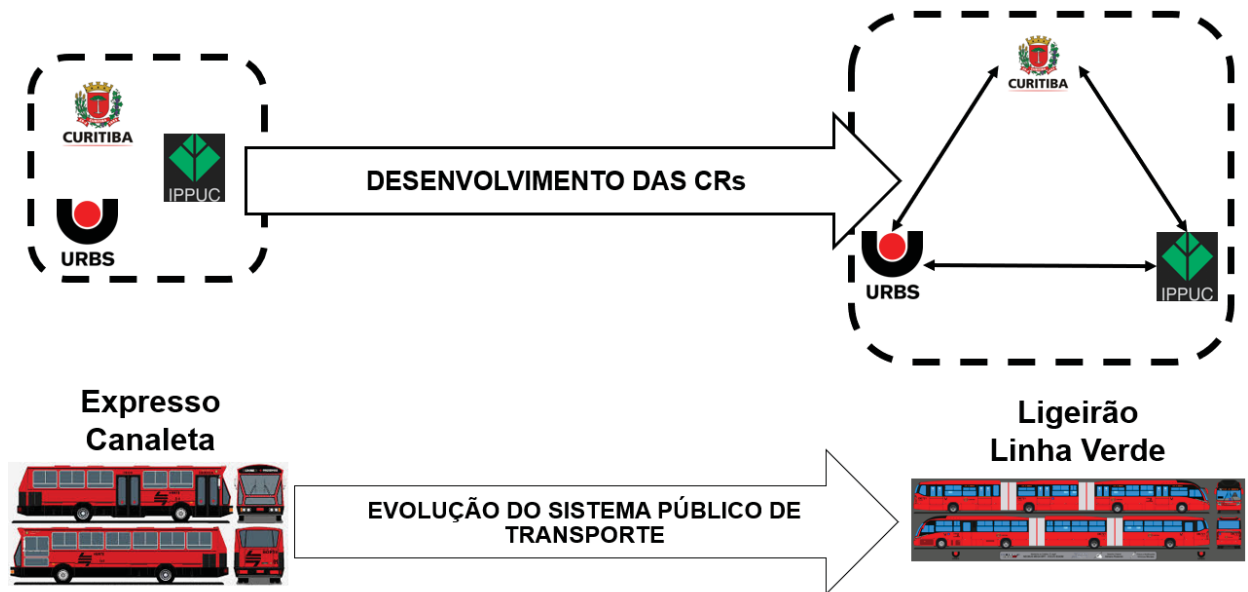 CURITIBA
IPPUC
URBS
DESENVOLVIMENTO DAS CRs
CURITIBA
URBS
IPPUC
Expresso
Canaleta
Ligeirão
Linha Verde
EVOLUÇÃO DO SISTEMA PÚBLICO DE
TRANSPORTE